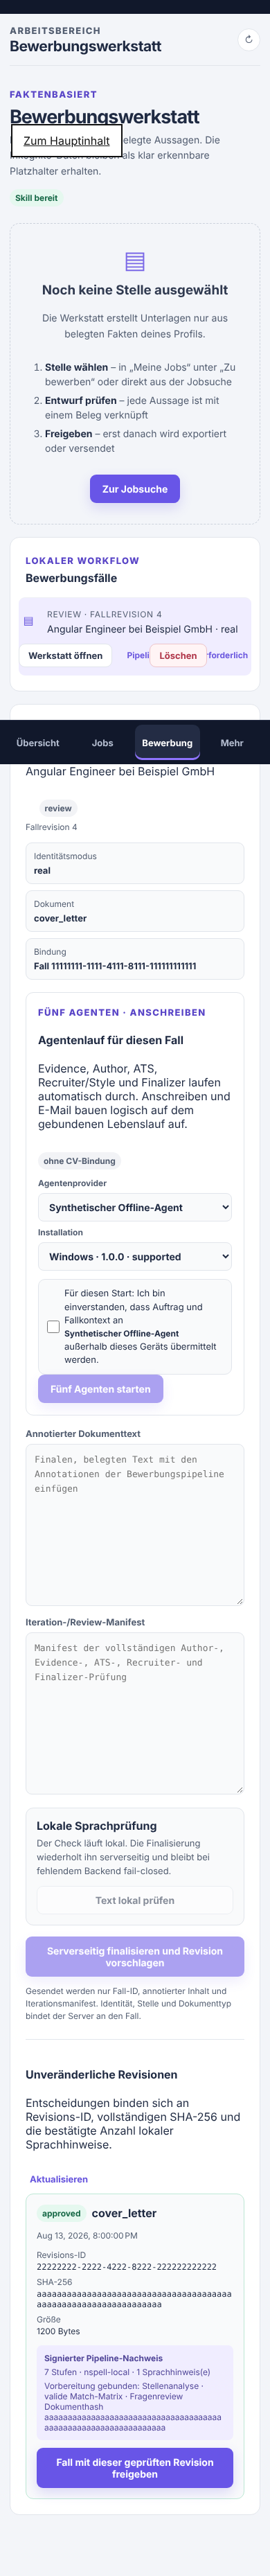 ARBEITSBEREICH
Bewerbungswerkstatt
FAKTENBASIERT
Bewerbungswerkstatt
Zum Hauptinhalt
elegte Aussagen. Die
als klar erkennbare
Platzhalter erhalten.
Skill bereit
Noch keine Stelle ausgewählt
Die Werkstatt erstellt Unterlagen nur aus
belegten Fakten deines Profils.
1. Stelle wählen – in „Meine Jobs“ unter „Zu
bewerben“ oder direkt aus der Jobsuche
2. Entwurf prüfen – jede Aussage ist mit
einem Beleg verknüpft
3. Freigeben – erst danach wird exportiert
oder versendet
Zur Jobsuche
LOKALER WORKFLOW
Bewerbungsfälle
REVIEW · FALLREVISION 4
Angular Engineer bei Beispiel GmbH · real
Werkstatt öffnen
Pipeli
Löschen
rforderlich
Übersicht
Jobs
Bewerbung
Mehr
Angular Engineer bei Beispiel GmbH
review
Fallrevision 4
Identitätsmodus
real
Dokument
cover_letter
Bindung
Fall 11111111-1111-4111-8111-111111111111
FÜNF AGENTEN · ANSCHREIBEN
Agentenlauf für diesen Fall
Evidence, Author, ATS,
Recruiter/Style und Finalizer laufen
automatisch durch. Anschreiben und
E-Mail bauen logisch auf dem
gebundenen Lebenslauf auf.
ohne CV-Bindung
Agentenprovider
Synthetischer Offline-Agent
Installation
Windows · 1.0.0 · supported
Für diesen Start: Ich bin
einverstanden, dass Auftrag und
Fallkontext an
Synthetischer Offline-Agent
außerhalb dieses Geräts übermittelt
werden.
Fünf Agenten starten
Annotierter Dokumenttext
Finalen, belegten Text mit den
Annotationen der Bewerbungspipeline
einfügen
Iteration-/Review-Manifest
Manifest der vollständigen Author-,
Evidence-, ATS-, Recruiter- und
Finalizer-Prüfung
Lokale Sprachprüfung
Der Check läuft lokal. Die Finalisierung
wiederholt ihn serverseitig und bleibt bei
fehlendem Backend fail-closed.
Text lokal prüfen
Serverseitig finalisieren und Revision
vorschlagen
Gesendet werden nur Fall-ID, annotierter Inhalt und
Iterationsmanifest. Identität, Stelle und Dokumenttyp
bindet der Server an den Fall.
Unveränderliche Revisionen
Entscheidungen binden sich an
Revisions-ID, vollständigen SHA-256 und
die bestätigte Anzahl lokaler
Sprachhinweise.
Aktualisieren
approved cover_letter
Aug 13, 2026, 8:00:00 PM
Revisions-ID
22222222-2222-4222-8222-222222222222
SHA-256
Größe
1200 Bytes
Signierter Pipeline-Nachweis
7 Stufen · nspell-local · 1 Sprachhinweis(e)
Vorbereitung gebunden: Stellenanalyse ·
valide Match-Matrix · Fragenreview
Dokumenthash
Fall mit dieser geprüften Revision
freigeben